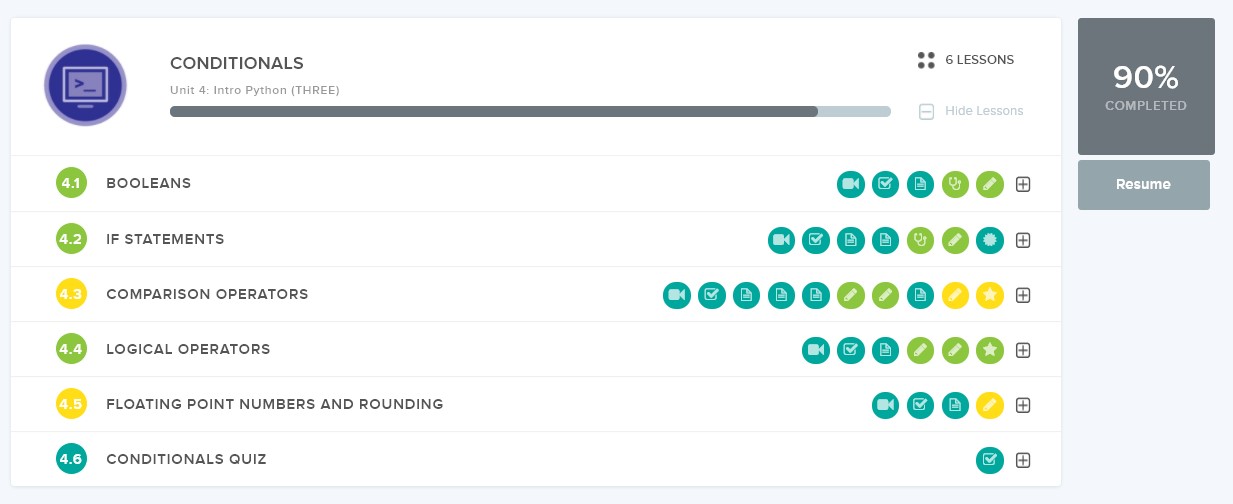 CONDITIONALS
6 LESSONS
Unit 4: Intro Python (THREE)
Hide Lessons
90%
COMPLETED
Resume
4.1 BOOLEANS
4.2 IF STATEMENTS
4.3 COMPARISON OPERATORS
4.4 LOGICAL OPERATORS
4.5 FLOATING POINT NUMBERS AND ROUNDING
4.6 CONDITIONALS QUIZ